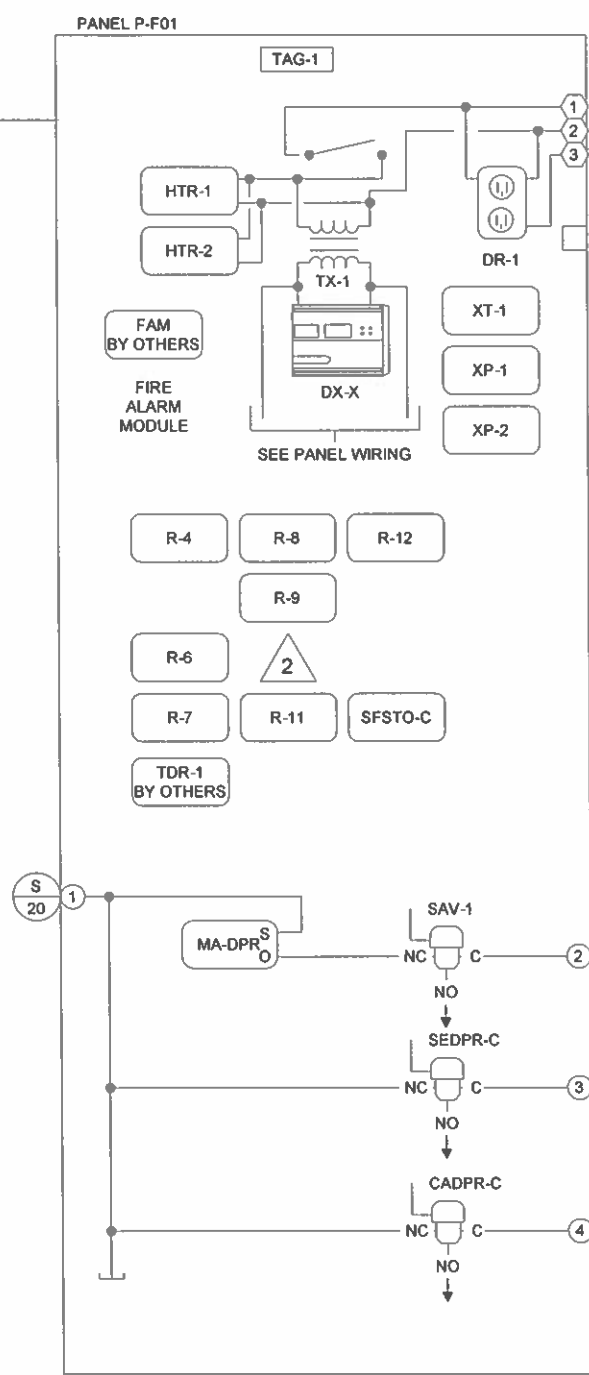 PANEL P-F01
TAG-1
1
2
3
HTR-1
HTR-2
DR-1
TX-1
XT-1
FAM
BY OTHERS
XP-1
FIRE
ALARM
MODULE
DX-X
XP-2
SEE PANEL WIRING
R-4
R-8
R-12
R-9
R-6
2
R-7
R-11
SFSTO-C
TDR-1
BY OTHERS
S
20
1
SAV-1
MA-DPR
S
O
NC
C
2
NO
SEDPR-C
NC
C
3
NO
CADPR-C
NC
C
4
NO